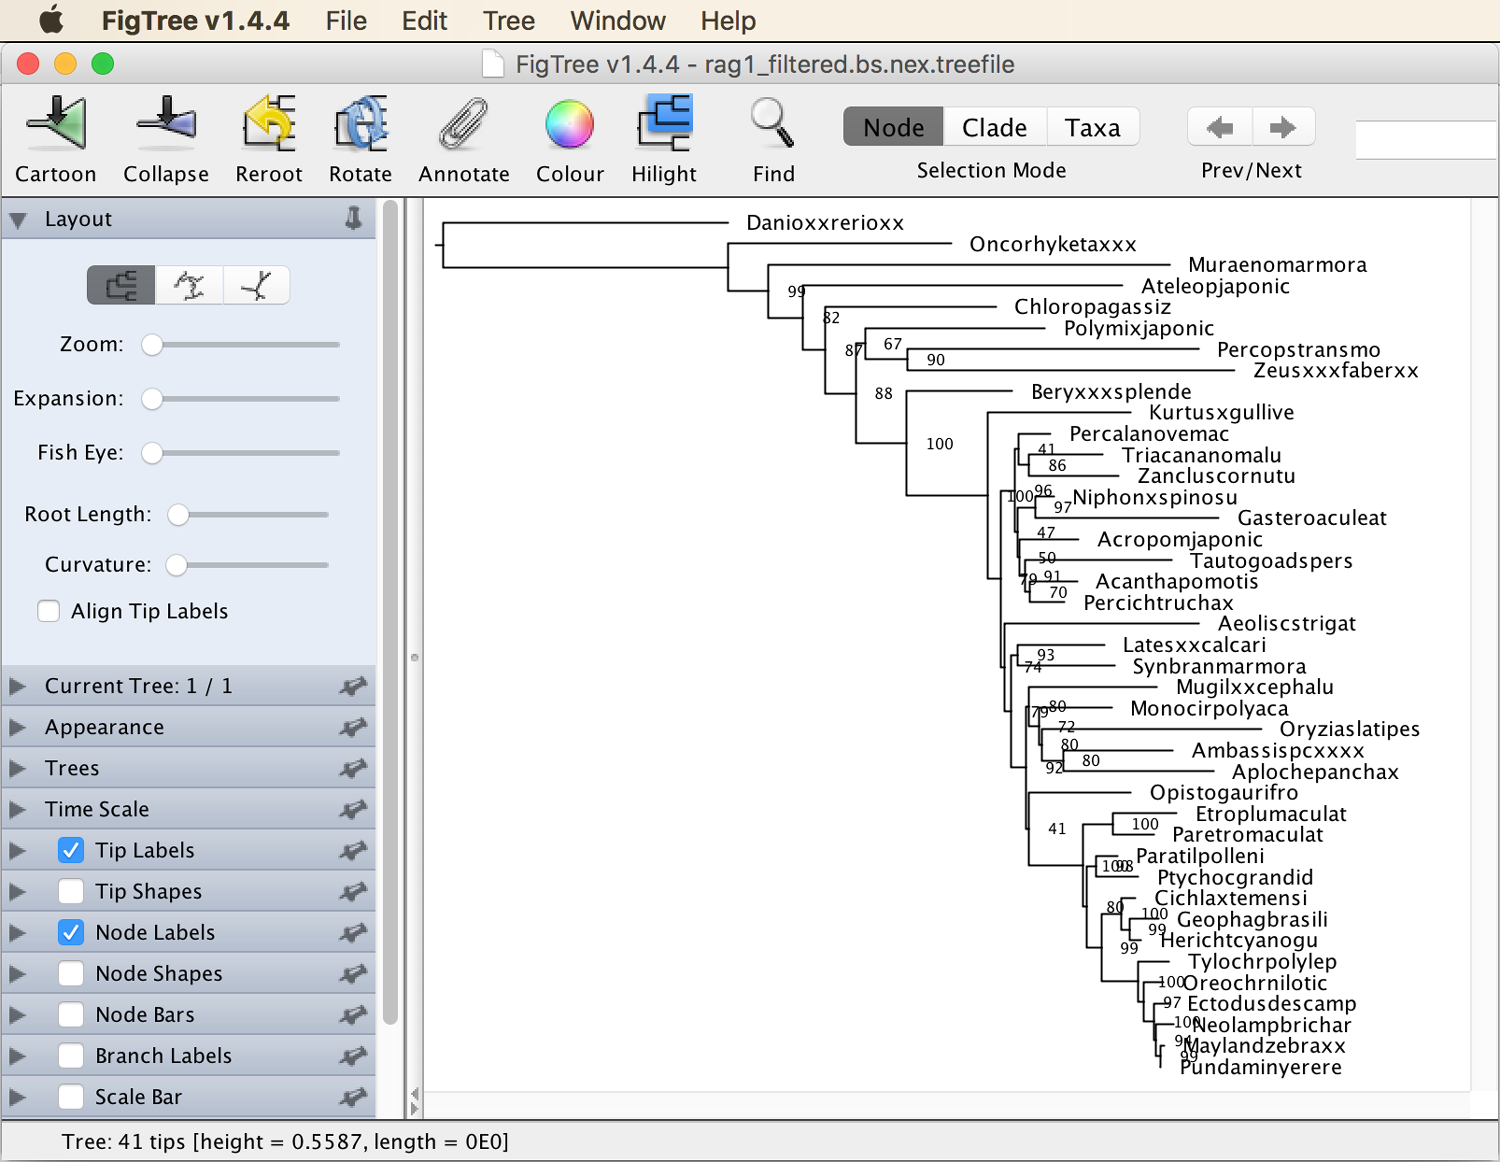 FigTree v1.4.4 File Edit Tree Window Help
FigTree v1.4.4 - rag1_filtered.bs.nex.treefile
Cartoon Collapse Reroot Rotate Annotate Colour Hilight Find
Node Clade Taxa
Selection Mode
Prev/Next
Layout
Zoom:
Expansion:
Fish Eye:
Root Length:
Curvature:
Align Tip Labels
Current Tree: 1 / 1
Appearance
Trees
Time Scale
Tip Labels
Tip Shapes
Node Labels
Node Shapes
Node Bars
Branch Labels
Scale Bar
Danioxxrerioxx
Oncorhyketaxxx
Muraenomarmora
99 Ateleopjaponic
Chloropagassiz
82
Polymixjaponic
67
87 Percopstransmo
90
Zeusxxxfaberxx
88 Beryxxxsplende
Kurtusxgullive
Percalanovemac
100
41
Triacananomalu
86
Zancluscornutu
96
100 Niphonxspinosu
97
Gasteroaculeat
47
Acropomjaponic
50 Tautogoadspers
79 91 Acanthapomotis
70
Percichtruchax
Aeoliscstrigat
Latesxxcalcari
93
74 Synbranmarmora
Mugilxxcephalu
80 Monocirpolyaca
79
72 Oryziaslatipes
80 Ambassispcxxxx
80
92 Aplochepanchax
Opistogaurifro
Etroplumaculat
100
41 Paretromaculat
Paratilpolleni
100 98
Ptychocgrandid
Cichlaxtemensi
80 100
Geophagbrasili
99
Herichtcyanogu
99
Tylochrpolylep
100 Oreochrnilotic
97 Ectodusdescamp
100 Neolampbrichar
Maylandzebraxx
99
Pundaminyerere
Tree: 41 tips [height = 0.5587, length = 0E0]